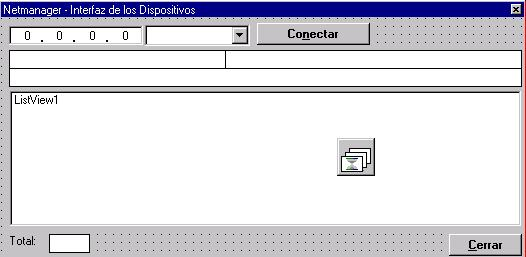 Netmanager - Interfaz de los Dispositivos
0 . 0 . 0 . 0 Conectar
ListView1
Total:
Cerrar